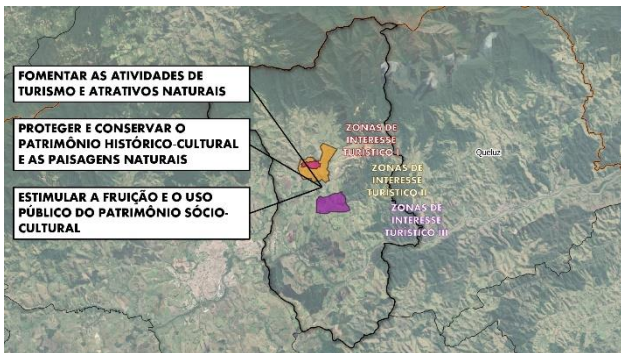 FOMENTAR AS ATIVIDADES DE
TURISMO E ATRATIVOS NATURAIS
PROTEGER E CONSERVAR O
PATRIMÔNIO HISTÓRICO-CULTURAL
E AS PAISAGENS NATURAIS
ESTIMULAR A FRUIÇÃO E O USO
PÚBLICO DO PATRIMÔNIO SÓCIO-
CULTURAL
ZONAS DE
INTERESSE
TURÍSTICO I
ZONAS DE
INTERESSE
TURÍSTICO II
ZONAS DE
INTERESSE
TURÍSTICO III
Queluz